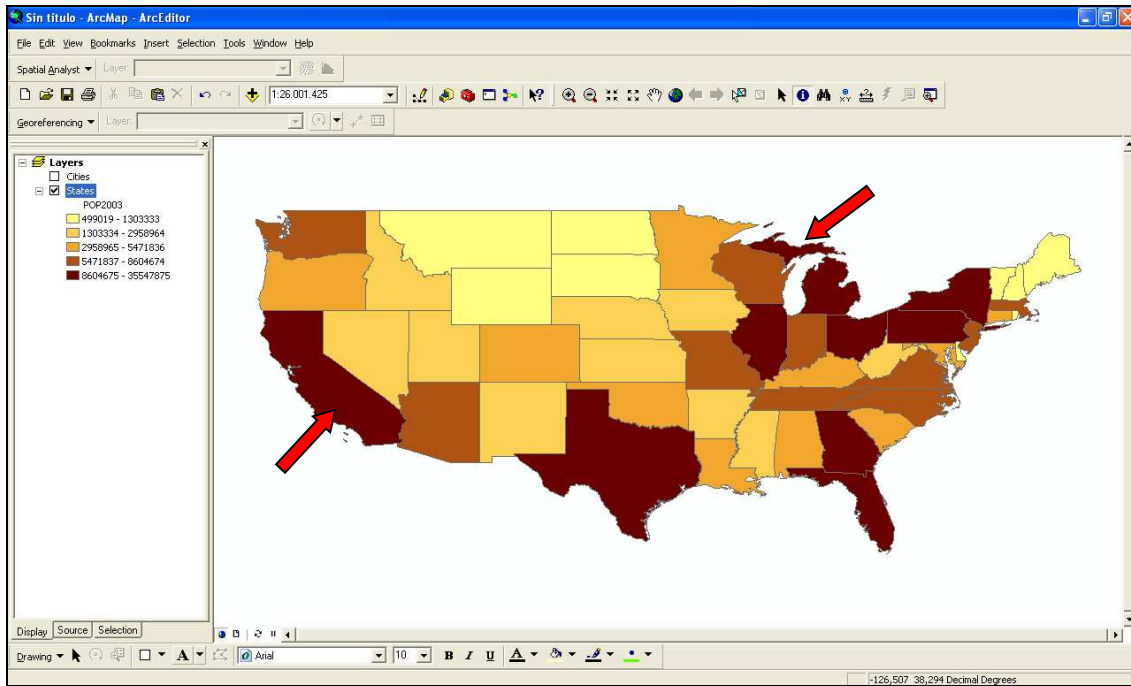 Sin título - ArcMap - ArcEditor
File Edit View Bookmarks Insert Selection Tools Window Help
Spatial Analyst Layer:
1:26.001.425
Georeferencing Layer:
Layers
Cities
States
POP2003
499019 - 1303333
1303334 - 2958964
2958965 - 5471836
5471837 - 8604674
8604675 - 35547875
Display Source Selection
Drawing A Arial 10 B I U A
-126,507 38,294 Decimal Degrees